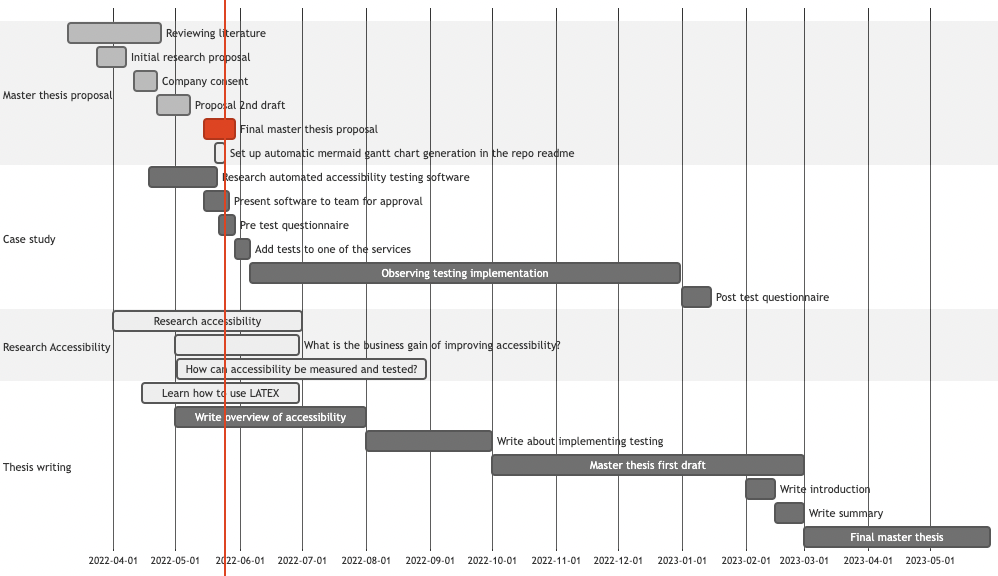 Reviewing literature
Initial research proposal
Company consent
Master thesis proposal
Proposal 2nd draft
Final master thesis proposal
Set up automatic mermaid gantt chart generation in the repo readme
Research automated accessibility testing software
Present software to team for approval
Pre test questionnaire
Case study
Add tests to one of the services
Observing testing implementation
Post test questionnaire
Research accessibility
Research Accessibility
What is the business gain of improving accessibility?
How can accessibility be measured and tested?
Learn how to use LATEX
Write overview of accessibility
Write about implementing testing
Thesis writing
Master thesis first draft
Write introduction
Write summary
Final master thesis
2022-04-01 2022-05-01 2022-06-01 2022-07-01 2022-08-01 2022-09-01 2022-10-01 2022-11-01 2022-12-01 2023-01-01 2023-02-01 2023-03-01 2023-04-01 2023-05-01